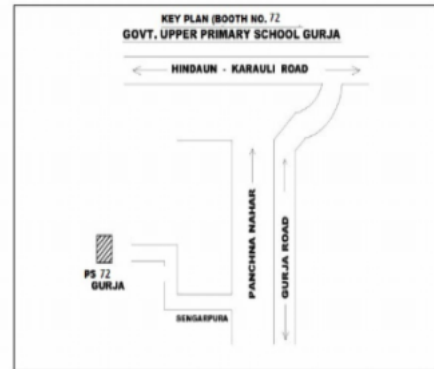 KEY PLAN (BOOTH NO. 72
GOVT. UPPER PRIMARY SCHOOL GURJA
HINDAUN - KARAULI ROAD
PANCHNA NAHAR
GURJA ROAD
PS 72
GURJA
SENGARPURA